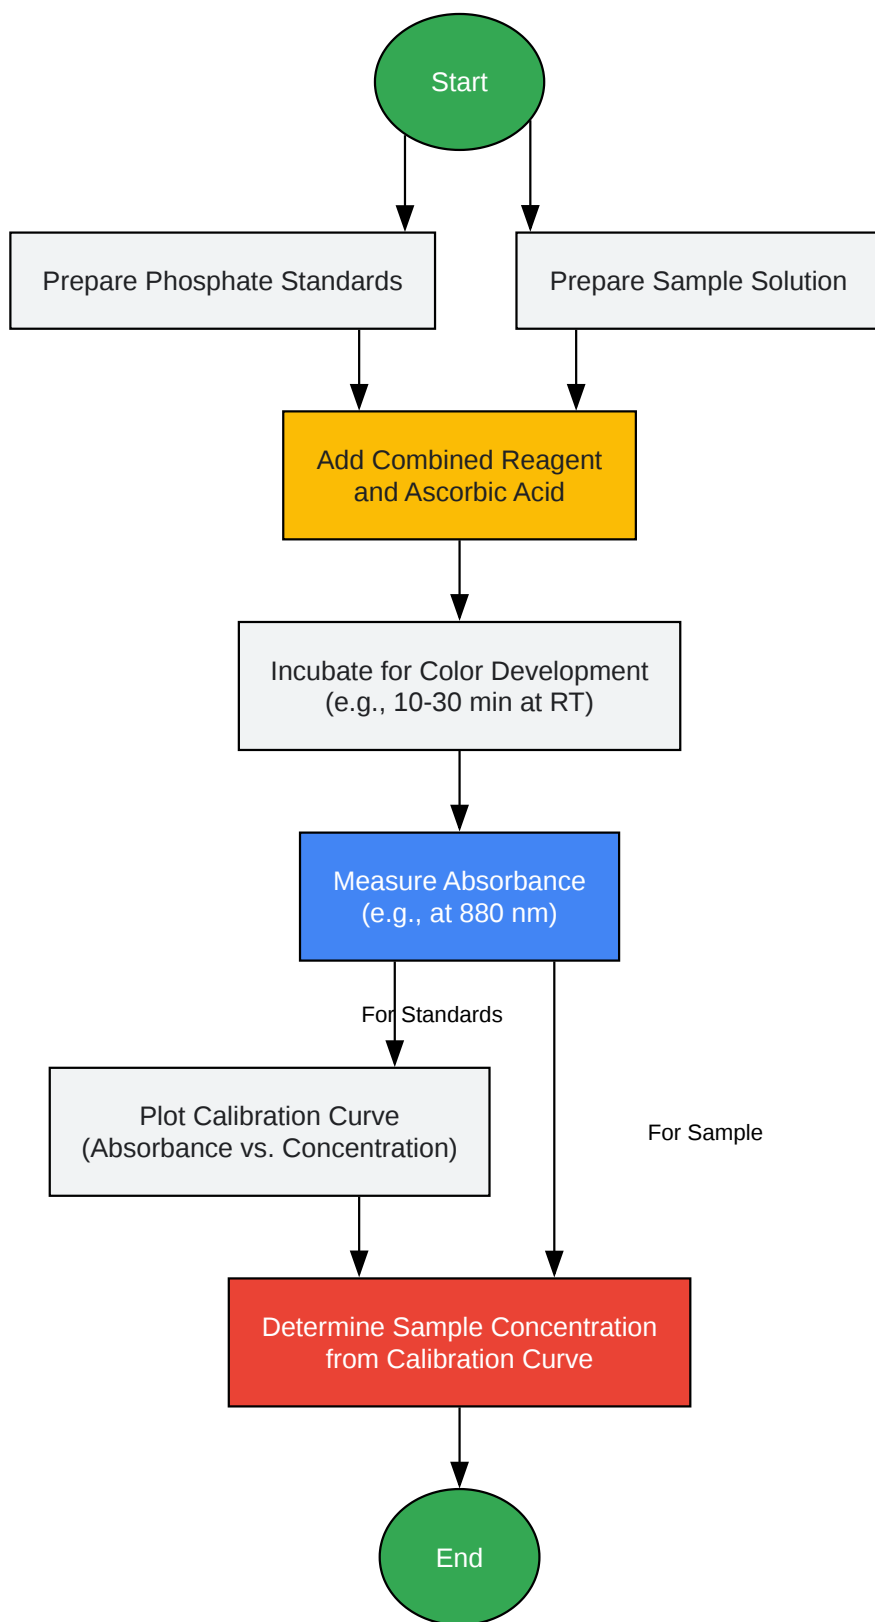 Start
Prepare Phosphate Standards
Prepare Sample Solution
Add Combined Reagent
and Ascorbic Acid
Incubate for Color Development
(e.g., 10-30 min at RT)
Measure Absorbance
(e.g., at 880 nm)
For Standards
Plot Calibration Curve
(Absorbance vs. Concentration)
For Sample
Determine Sample Concentration
from Calibration Curve
End